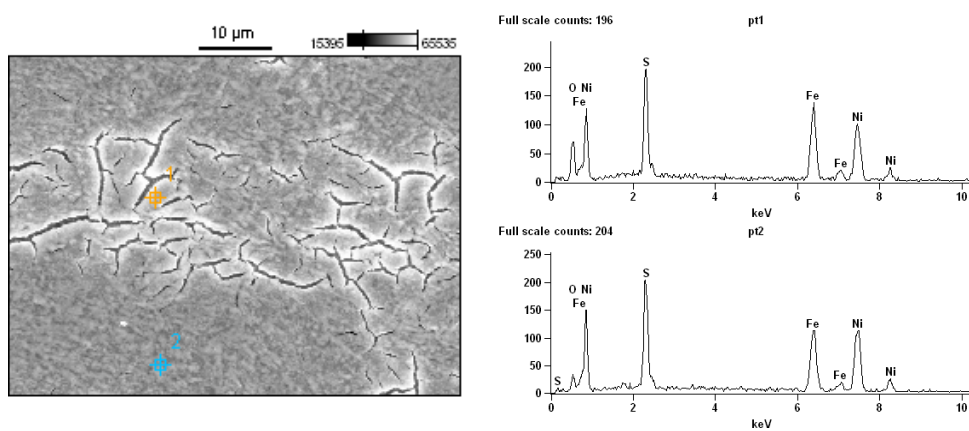 10 µm
15395 65535
1
2
Full scale counts: 196 pt1
S
200
O Ni
Fe
Fe
150
Ni
100
50
Fe
Ni
0
0 2 4 6 8 10
keV
Full scale counts: 204 pt2
250
S
200
O Ni
Fe
150
Fe
Ni
100
50
S
Fe
Ni
0
0 2 4 6 8 10
keV